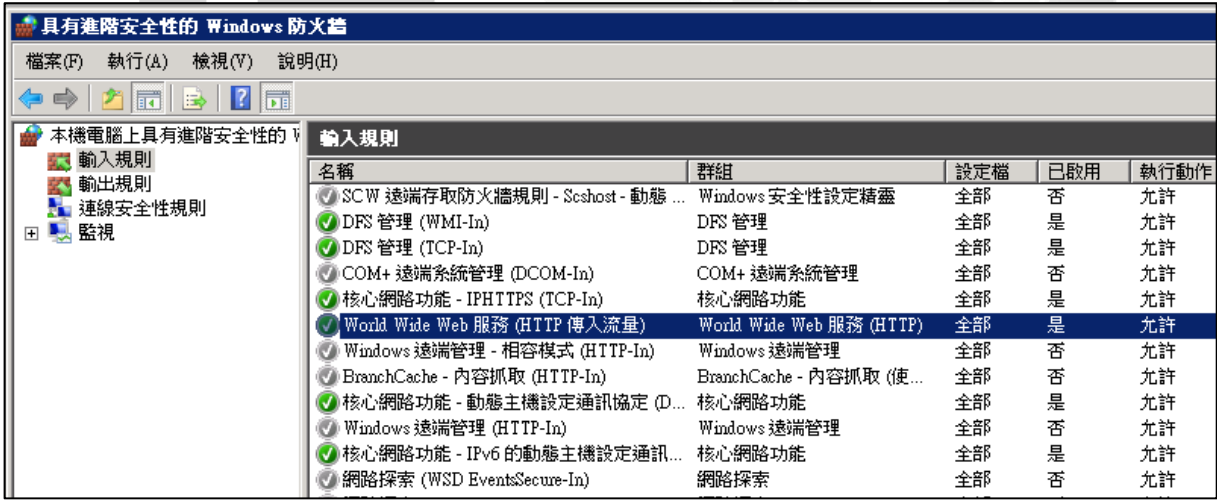 具有進階安全性的 Windows 防火牆
檔案(F) 執行(A) 檢視(V) 說明(H)
本機電腦上具有進階安全性的
輸入規則
輸出規則
連線安全性規則
監視
輸入規則
名稱 群組 設定檔 已啟用 執行動作
SCW 遠端存取防火牆規則 - Scshost - 動態 ... Windows 安全性設定精靈 全部 否 允許
DFS 管理 (WMI-In) DFS 管理 全部 是 允許
DFS 管理 (TCP-In) DFS 管理 全部 是 允許
COM+ 遠端系統管理 (DCOM-In) COM+ 遠端系統管理 全部 否 允許
核心網路功能 - IPHTTPS (TCP-In) 核心網路功能 全部 是 允許
World Wide Web 服務 (HTTP 傳入流量) World Wide Web 服務 (HTTP) 全部 是 允許
Windows 遠端管理 - 相容模式 (HTTP-In) Windows 遠端管理 全部 否 允許
BranchCache - 內容抓取 (HTTP-In) BranchCache - 內容抓取 (使... 全部 否 允許
核心網路功能 - 動態主機設定通訊協定 (D... 核心網路功能 全部 是 允許
Windows 遠端管理 (HTTP-In) Windows 遠端管理 全部 否 允許
核心網路功能 - IPv6 的動態主機設定通訊... 核心網路功能 全部 是 允許
網路探索 (WSD EventsSecure-In) 網路探索 全部 否 允許